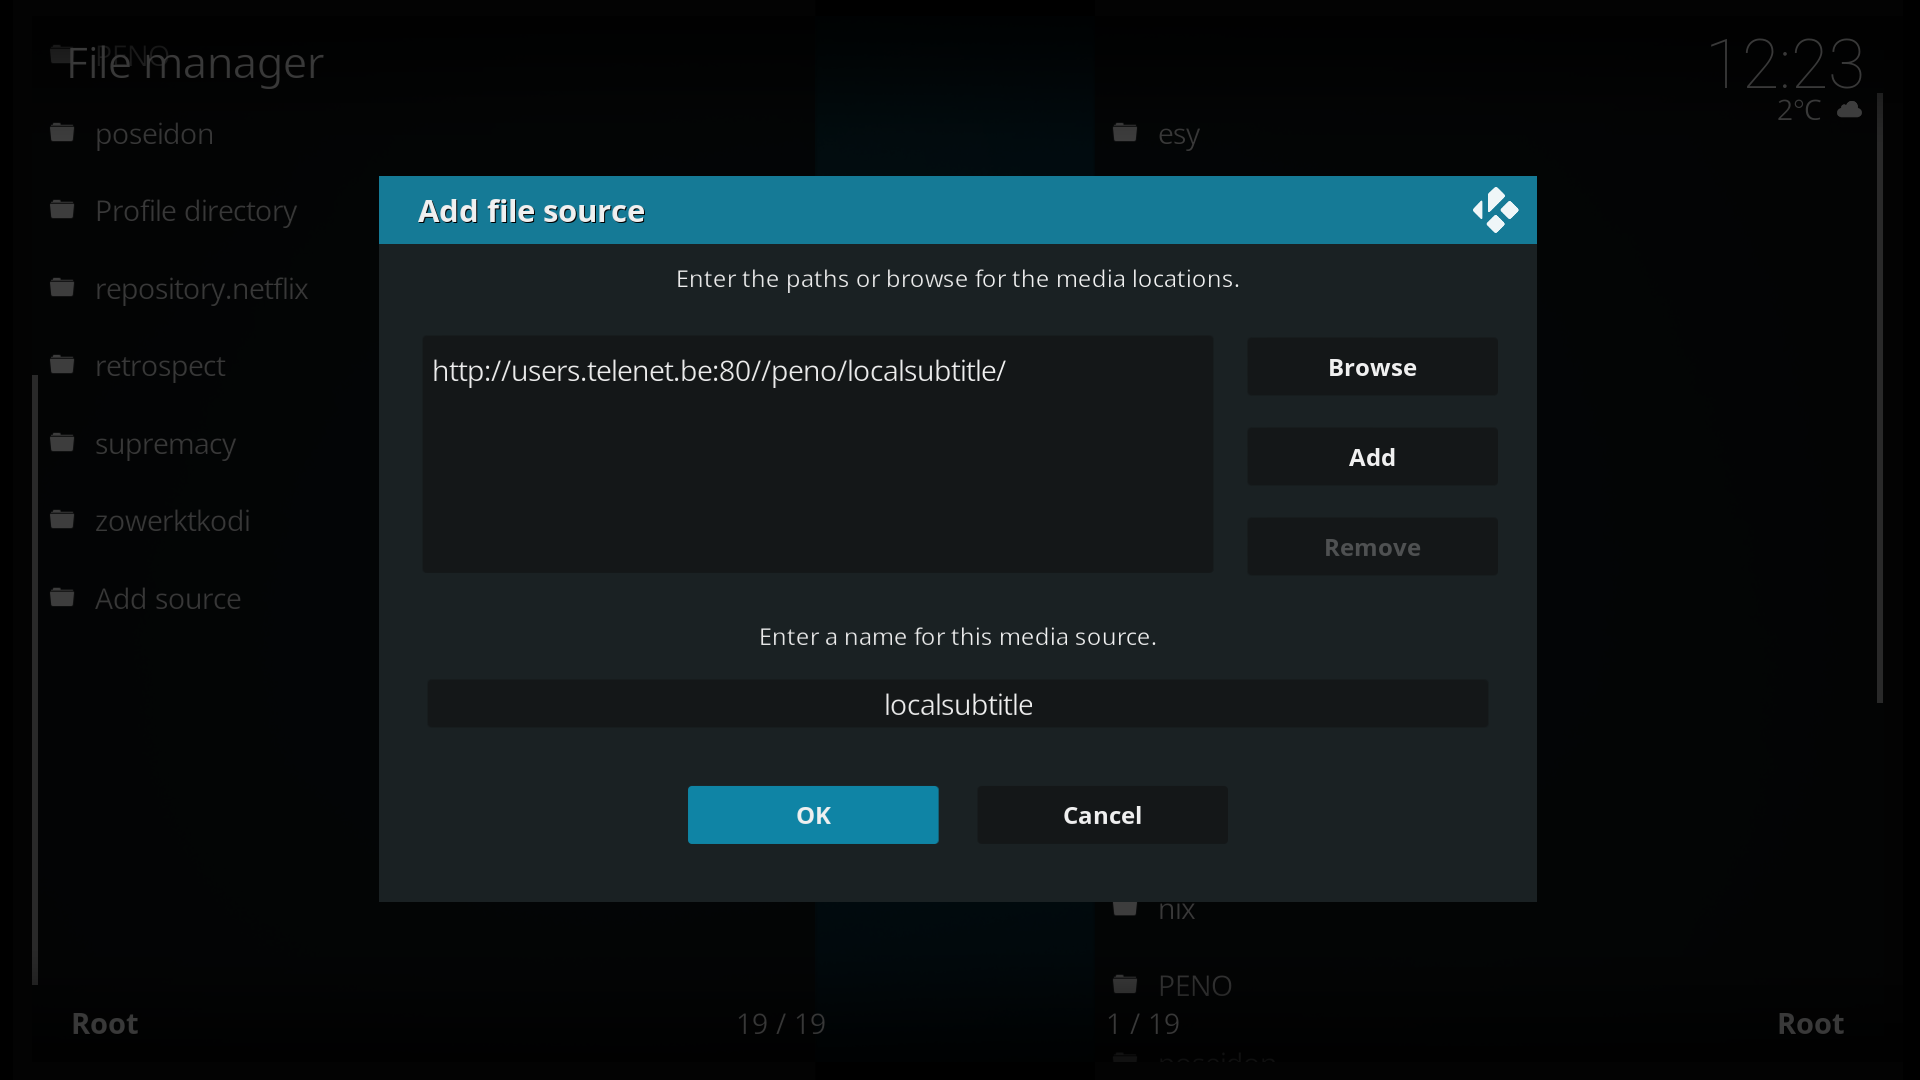 File manager
PENO
12:23
2°C
poseidon
Profile directory
repository.netflix
retrospect
supremacy
zowerktkodi
Add source
esy
Add file source
Enter the paths or browse for the media locations.
http://users.telenet.be:80//peno/localsubtitle/
Browse
Add
Remove
Enter a name for this media source.
localsubtitle
OK
Cancel
nix
PENO
poseidon
Root
19 / 19
1 / 19
Root